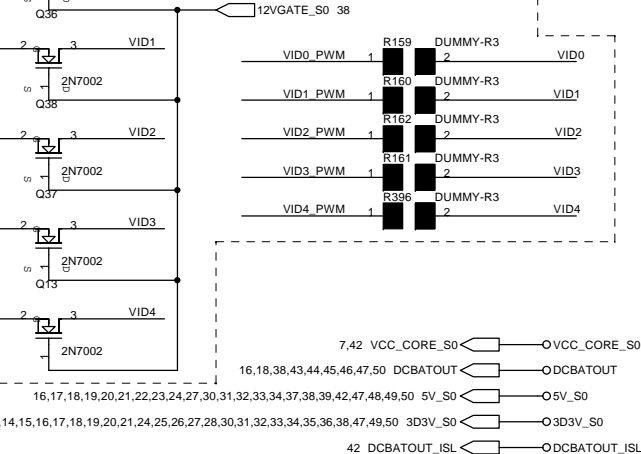 Q36
12VGATE_S0 38
2 G 3 VID1
1
S D
2N7002
Q38
2 G 3 VID2
1
S D
2N7002
Q37
2 G 3 VID3
1
S D
2N7002
Q13
2 G 3 VID4
1
2N7002
R159 DUMMY-R3
VID0_PWM 1 2 VID0
R160 DUMMY-R3
VID1_PWM 1 2 VID1
R162 DUMMY-R3
VID2_PWM 1 2 VID2
R161 DUMMY-R3
VID3_PWM 1 2 VID3
R396 DUMMY-R3
VID4_PWM 1 2 VID4
7,42 VCC_CORE_S0 VCC_CORE_S0
16,18,38,43,44,45,46,47,50 DCBATOUT DCBATOUT
16,17,18,19,20,21,22,23,24,27,30,31,32,33,34,37,38,39,42,47,48,49,50 5V_S0 5V_S0
,14,15,16,17,18,19,20,21,24,25,26,27,28,30,31,32,33,34,35,36,38,47,49,50 3D3V_S0 3D3V_S0
42 DCBATOUT_ISL DCBATOUT_ISL